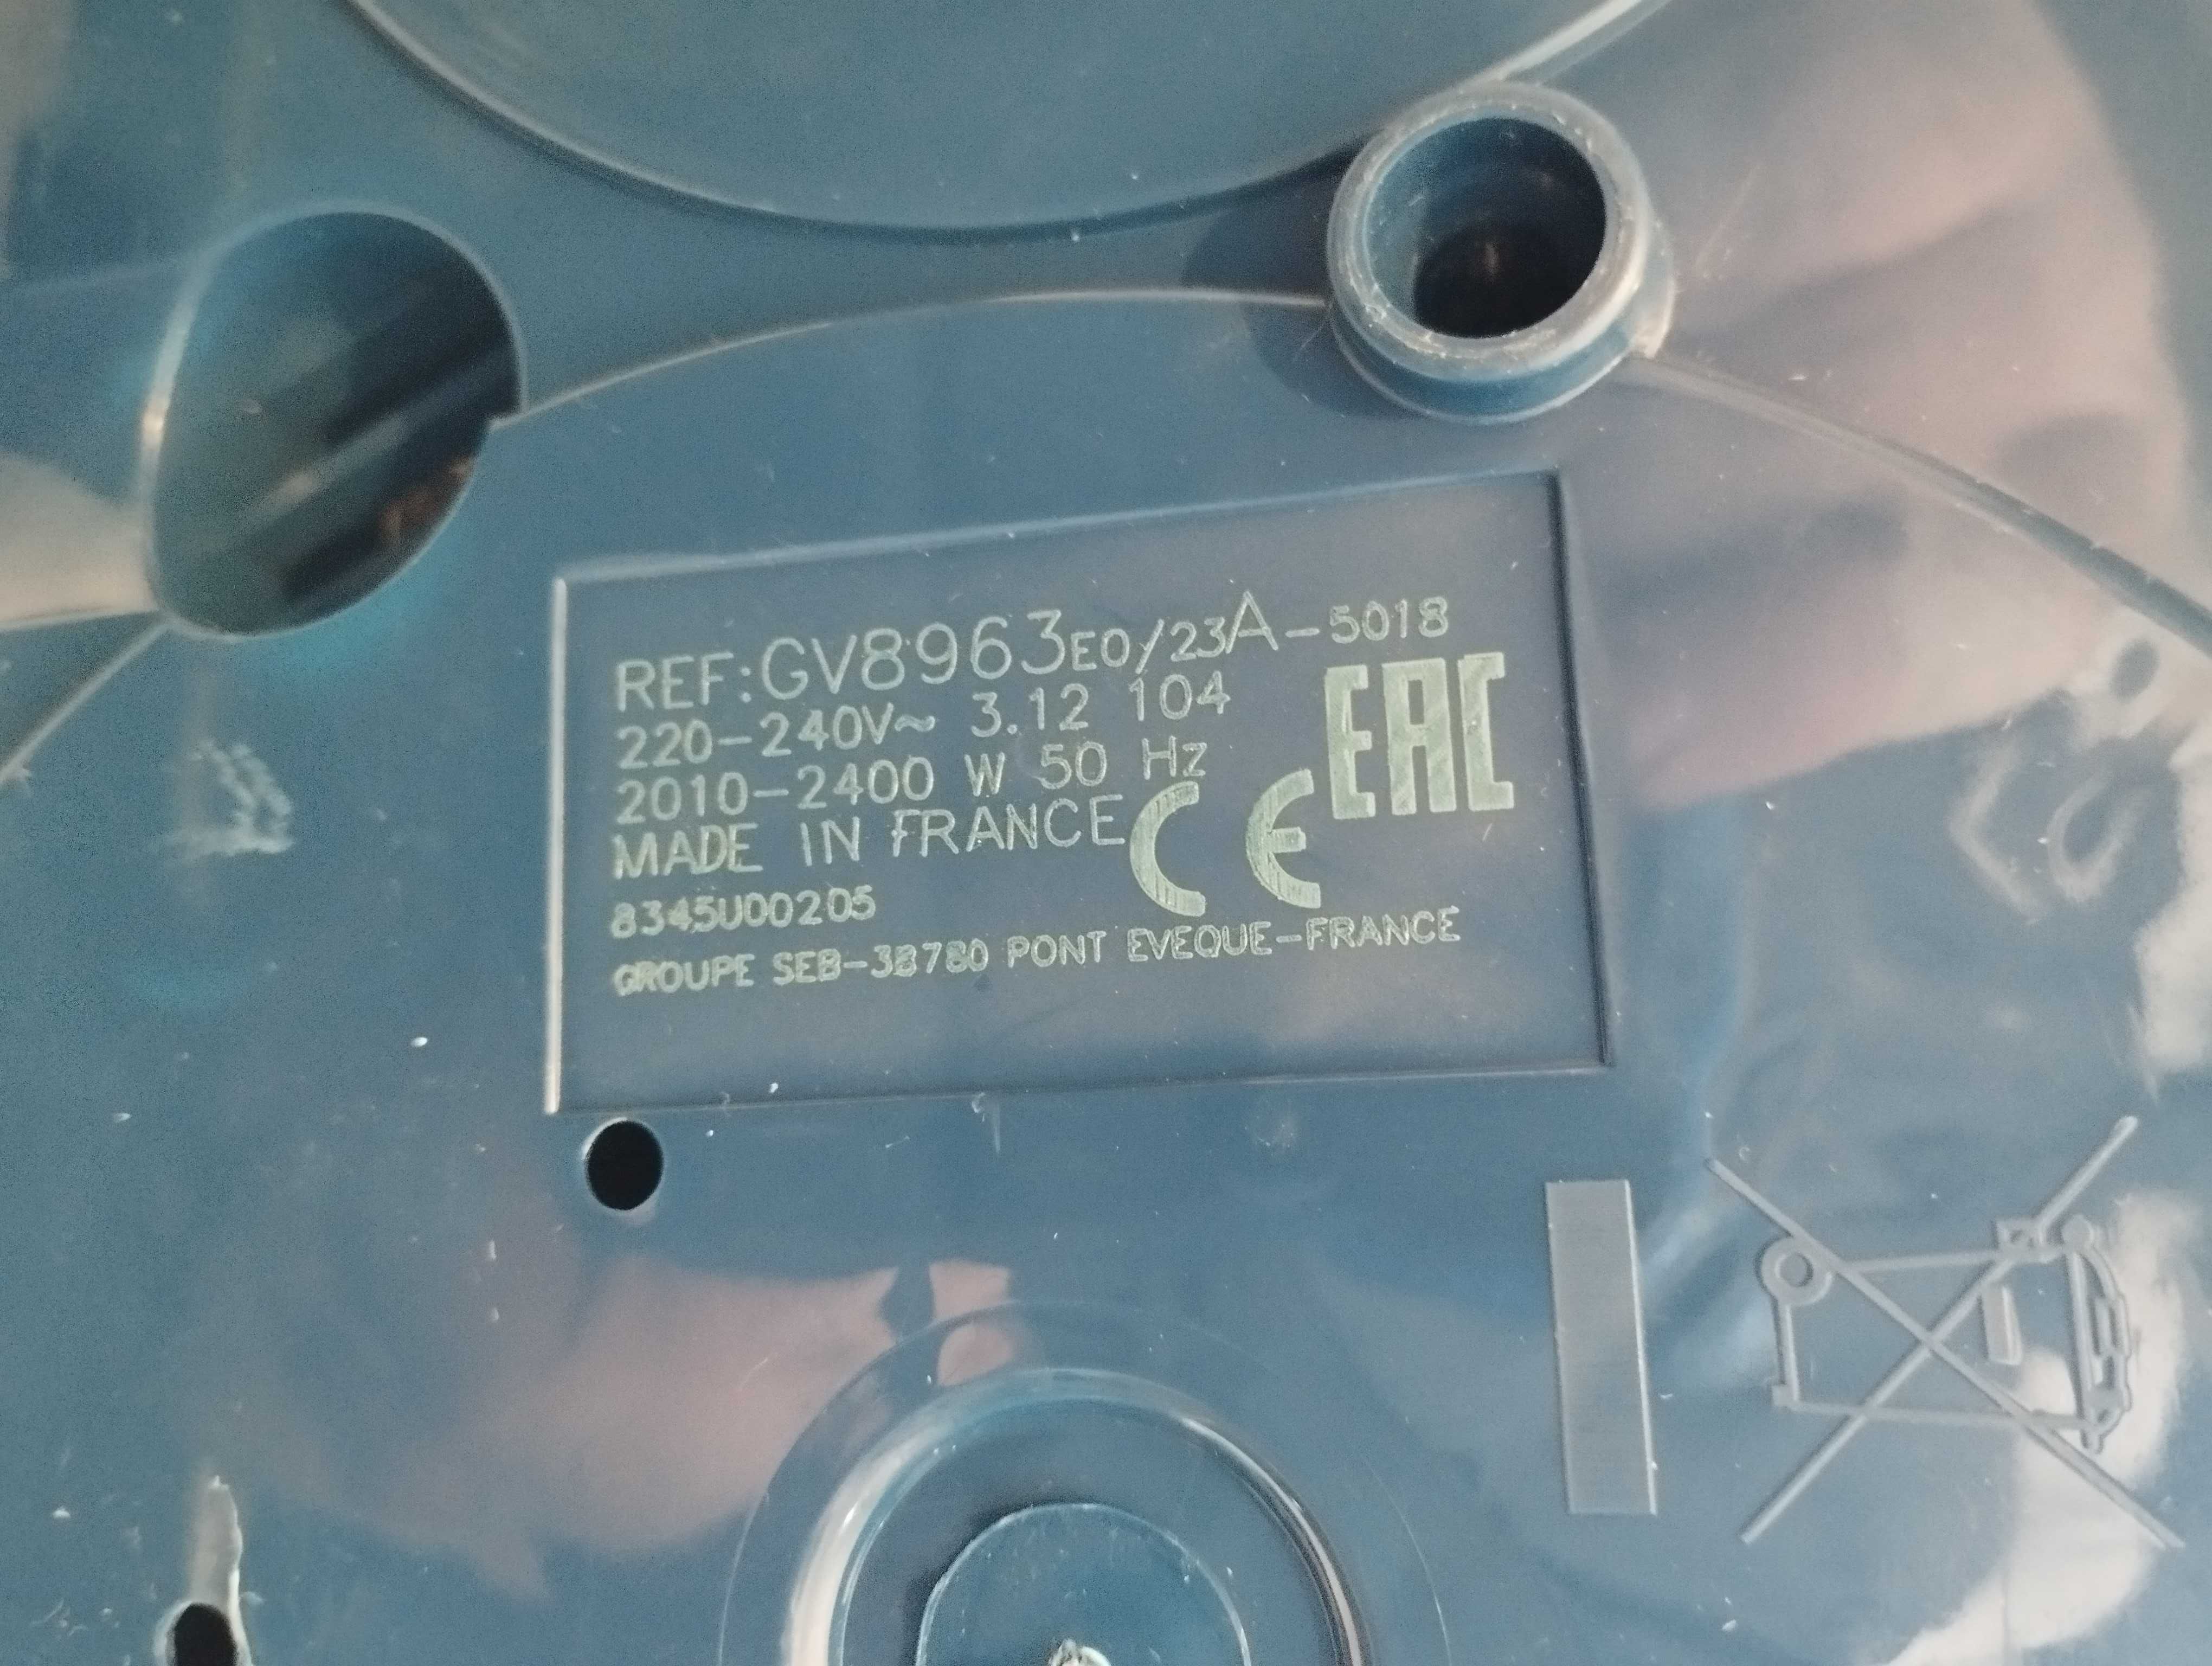 REF:GV8963E0/23A-5018
220-240V~ 3.12 104
2010-2400 W 50 Hz
EAC
MADE IN FRANCE CE
8345U00205
GROUPE SEB-38780 PONT EVEQUE-FRANCE